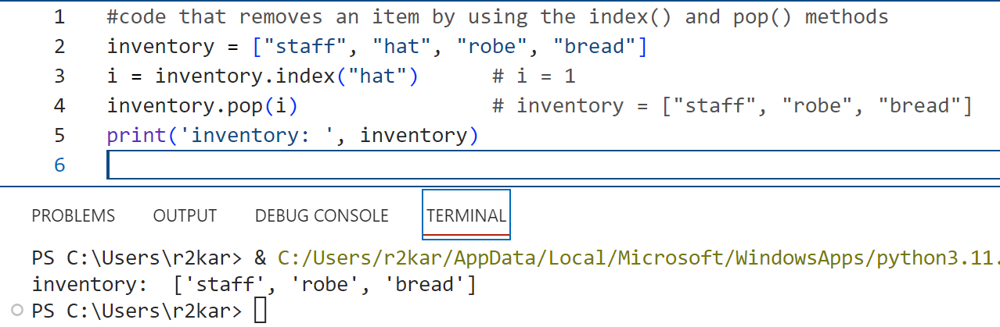 1 #code that removes an item by using the index() and pop() methods
2 inventory = ["staff", "hat", "robe", "bread"]
3 i = inventory.index("hat")      # i = 1
4 inventory.pop(i)                # inventory = ["staff", "robe", "bread"]
5 print('inventory: ', inventory)
6
PROBLEMS OUTPUT DEBUG CONSOLE TERMINAL
PS C:\Users\r2kar> & C:/Users/r2kar/AppData/Local/Microsoft/WindowsApps/python3.11.
inventory:  ['staff', 'robe', 'bread']
PS C:\Users\r2kar>